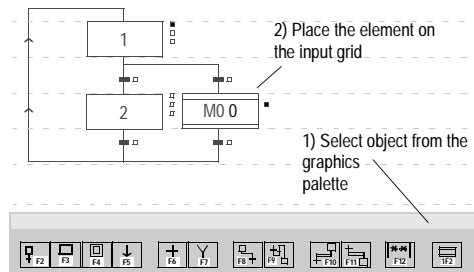 1
2) Place the element on
the input grid
2
M0 0
1) Select object from the
graphics
palette
F2 F3 F4 F5 F6 F7 F8 F9 F10 F11 F12 1F2